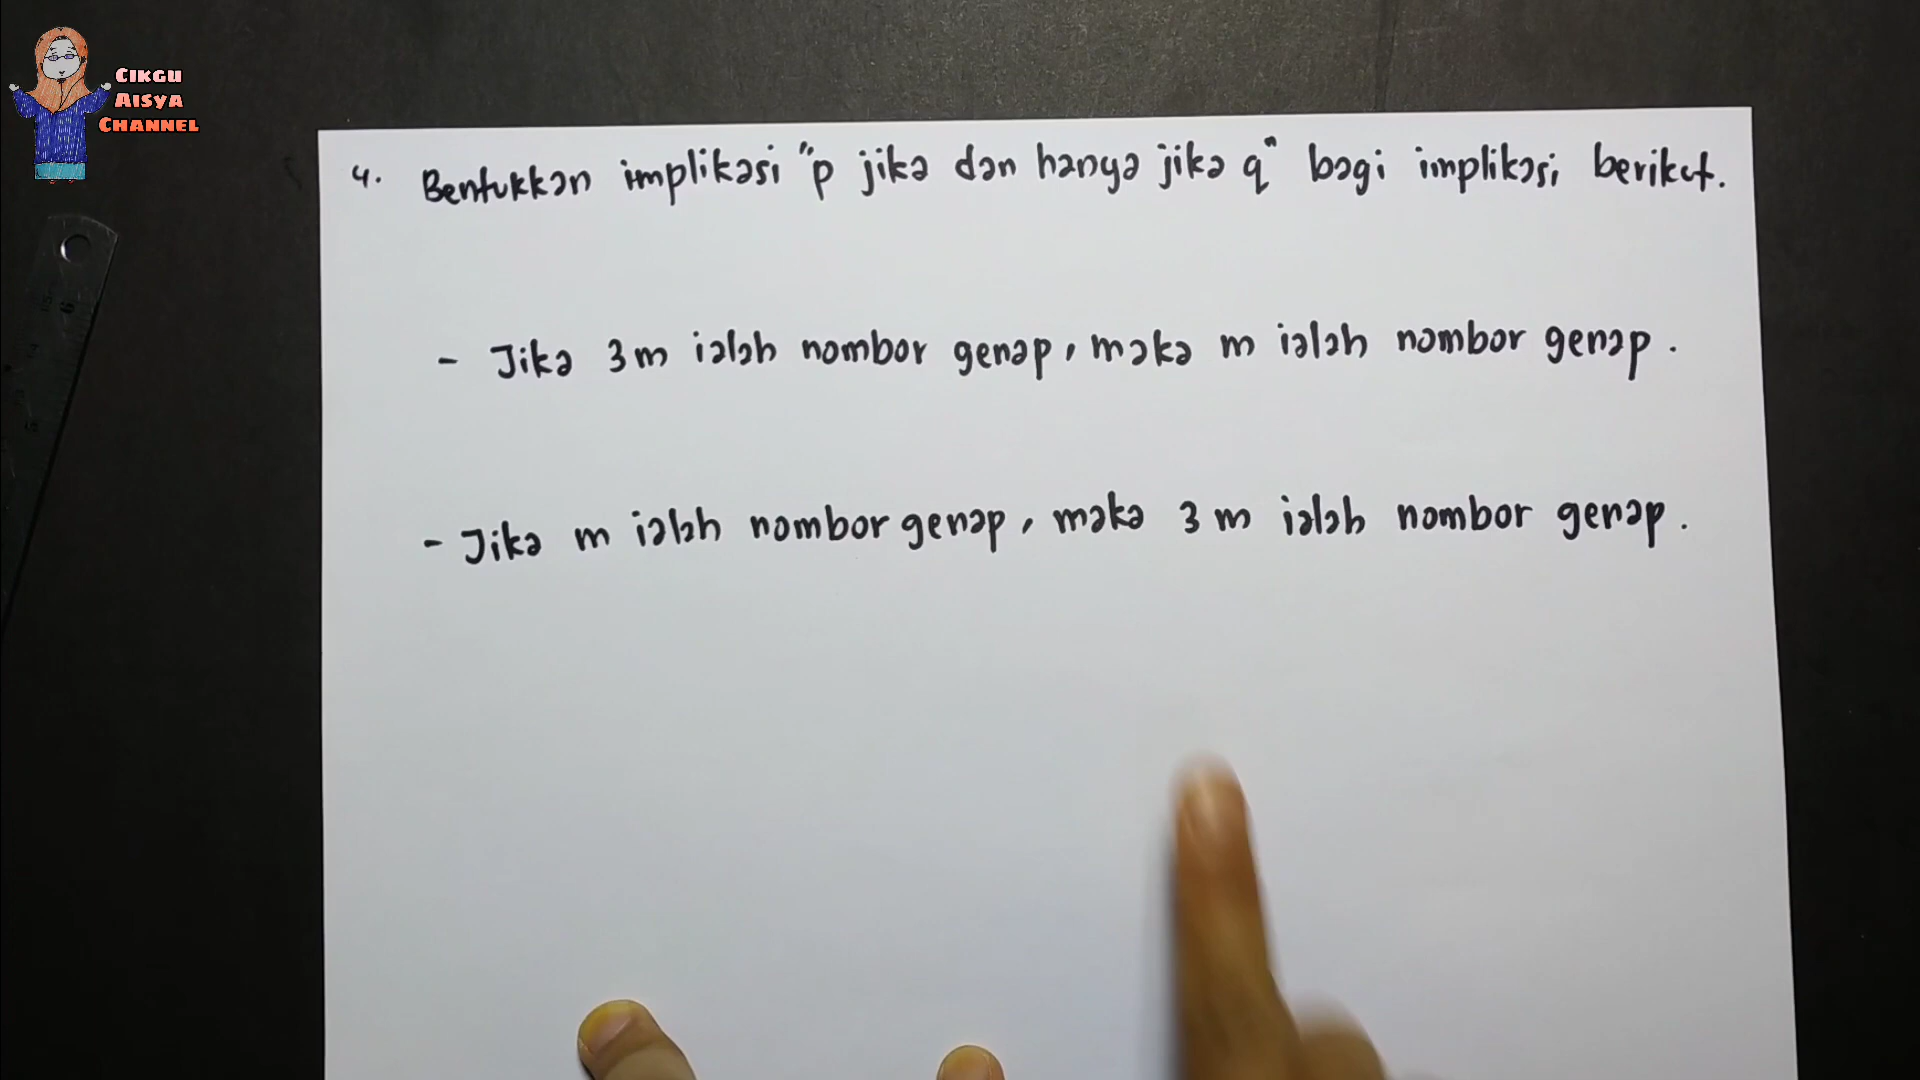 CIKGU
AISYA
CHANNEL
4. Bentukkan implikasi "p jika dan hanya jika q" bagi implikasi berikut.
- Jika 3m ialah nombor genap, maka m ialah nombor genap.
- Jika m ialah nombor genap, maka 3m ialah nombor genap.